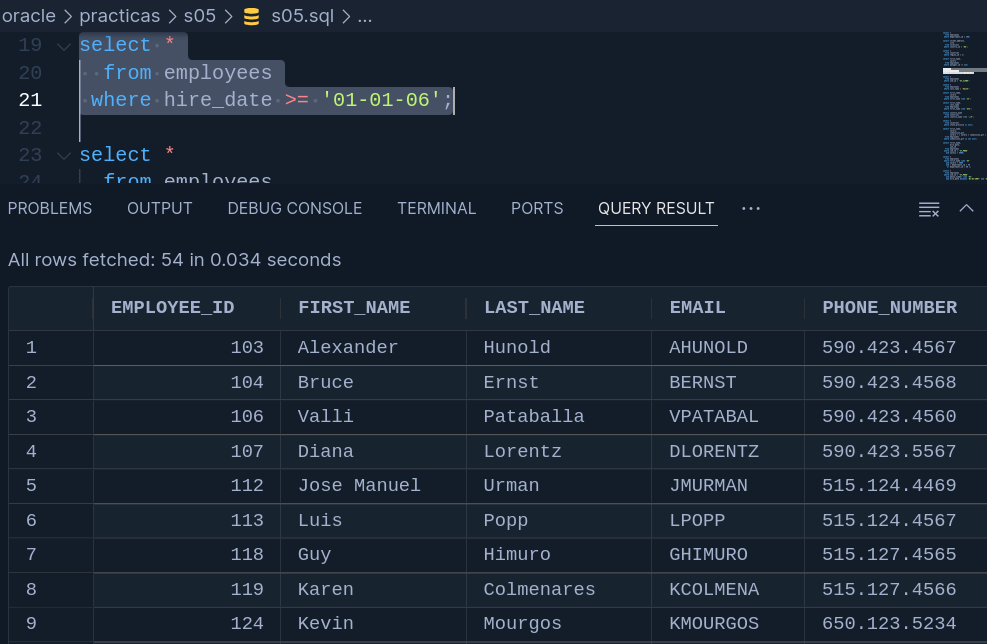 oracle > practicas > s05 > s05.sql > ...
19 select *
20 from employees
21 where hire_date >= '01-01-06';
22
23 select *
24 from employees
PROBLEMS OUTPUT DEBUG CONSOLE TERMINAL PORTS QUERY RESULT ...
All rows fetched: 54 in 0.034 seconds
EMPLOYEE_ID FIRST_NAME LAST_NAME EMAIL PHONE_NUMBER
1 103 Alexander Hunold AHUNOLD 590.423.4567
2 104 Bruce Ernst BERNST 590.423.4568
3 106 Valli Pataballa VPATABAL 590.423.4560
4 107 Diana Lorentz DLORENTZ 590.423.5567
5 112 Jose Manuel Urman JMURMAN 515.124.4469
6 113 Luis Popp LPOPP 515.124.4567
7 118 Guy Himuro GHIMURO 515.127.4565
8 119 Karen Colmenares KCOLMENA 515.127.4566
9 124 Kevin Mourgos KMOURGOS 650.123.5234